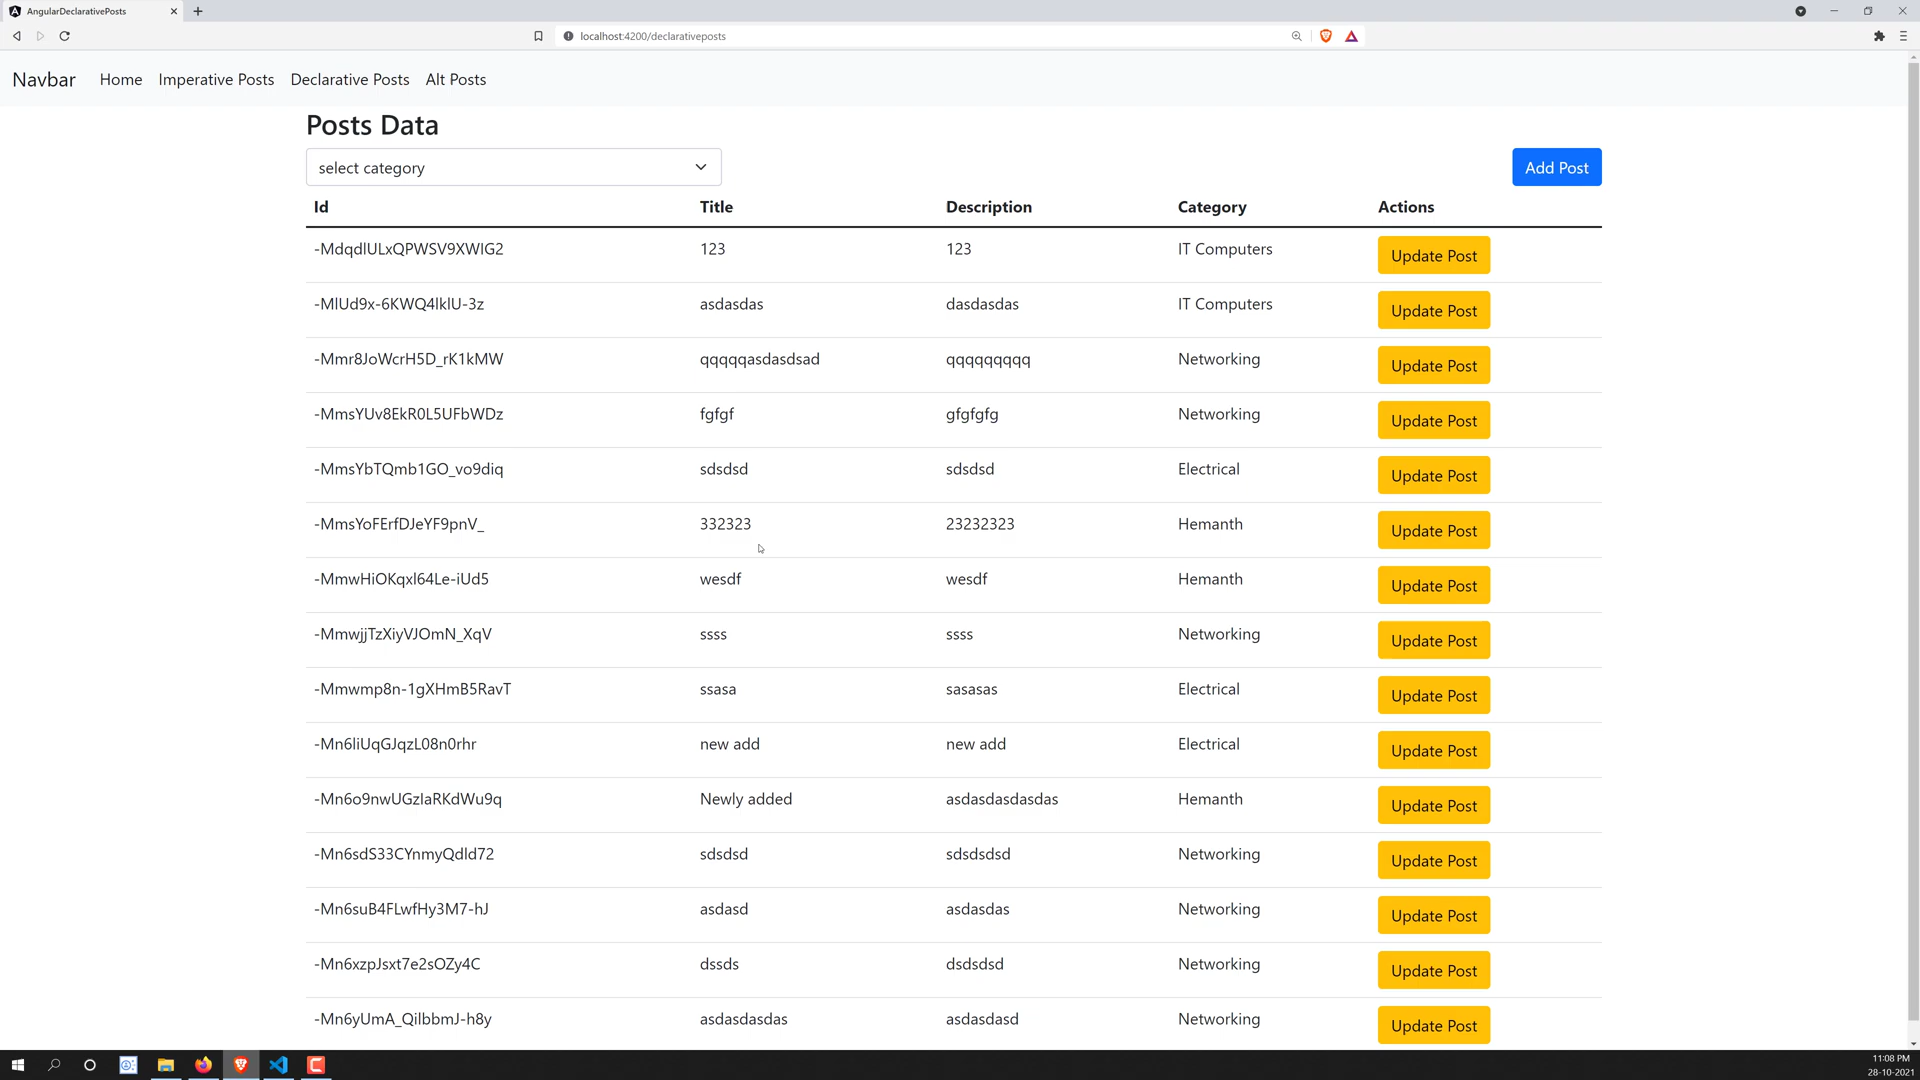 AngularDeclarativePosts
localhost:4200/declarativeposts
Navbar Home Imperative Posts Declarative Posts Alt Posts
Posts Data
select category
Add Post
Id Title Description Category Actions
-MdqdlULxQPWSV9XWIG2 123 123 IT Computers Update Post
-MlUd9x-6KWQ4lklU-3z asdasdas dasdasdas IT Computers Update Post
-Mmr8JoWcrH5D_rK1kMW qqqqqasdasdsad qqqqqqqqq Networking Update Post
-MmsYUv8EkR0L5UFbWDz fgfgf gfgfgfg Networking Update Post
-MmsYbTQmb1GO_vo9diq sdsdsd sdsdsd Electrical Update Post
-MmsYoFErfDJeYF9pnV_ 332323 23232323 Hemanth Update Post
-MmwHiOKqxl64Le-iUd5 wesdf wesdf Hemanth Update Post
-MmwjjTzXiyVJOmN_XqV ssss ssss Networking Update Post
-Mmwmp8n-1gXHmB5RavT ssasa sasasas Electrical Update Post
-Mn6liUqGJqzL08n0rhr new add new add Electrical Update Post
-Mn6o9nwUGzIaRKdWu9q Newly added asdasdasdasdas Hemanth Update Post
-Mn6sdS33CYnmyQdld72 sdsdsd sdsdsdsd Networking Update Post
-Mn6suB4FLwfHy3M7-hJ asdasd asdasdas Networking Update Post
-Mn6xzpJsxt7e2sOZy4C dssds dsdsdsd Networking Update Post
-Mn6yUmA_QilbbmJ-h8y asdasdasdas asdasdasd Networking Update Post
11:08 PM
28-10-2021